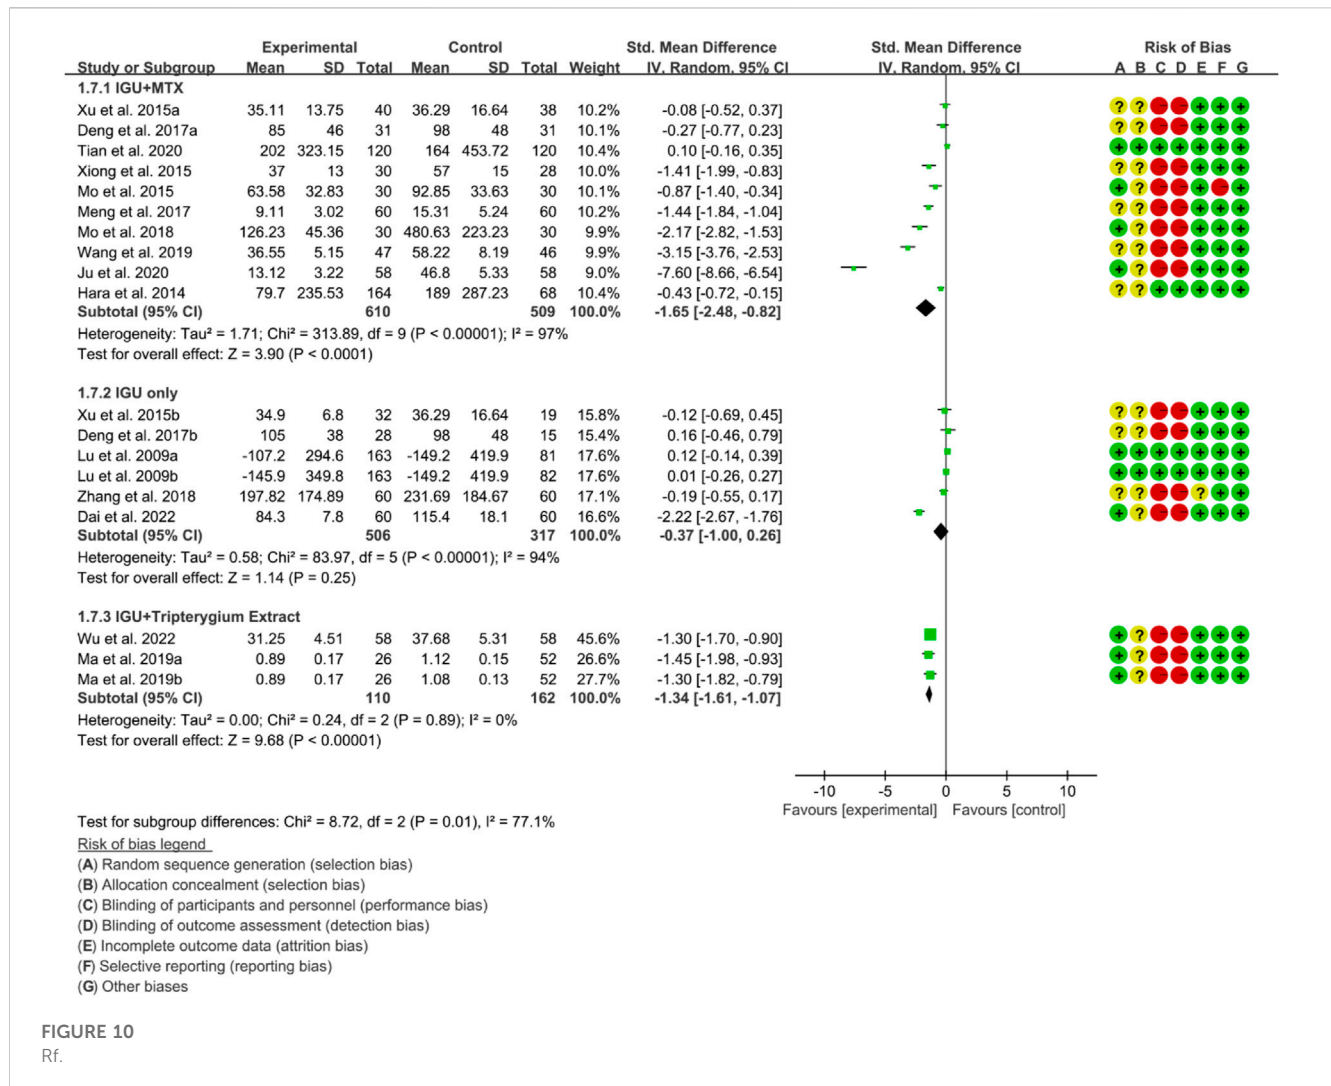 Experimental Control Std. Mean Difference Std. Mean Difference Risk of Bias
Study or Subgroup Mean SD Total Mean SD Total Weight IV, Random, 95% CI IV, Random, 95% CI A B C D E F G
1.7.1 IGU+MTX
Xu et al. 2015a 35.11 13.75 40 36.29 16.64 38 10.2% -0.08 [-0.52, 0.37] ? ? - - + + +
Deng et al. 2017a 85 46 31 98 48 31 10.1% -0.27 [-0.77, 0.23] ? ? - - + + +
Tian et al. 2020 202 323.15 120 164 453.72 120 10.4% 0.10 [-0.16, 0.35] + + + + + + +
Xiong et al. 2015 37 13 30 57 15 28 10.0% -1.41 [-1.99, -0.83] ? ? - - + + +
Mo et al. 2015 63.58 32.83 30 92.85 33.63 30 10.1% -0.87 [-1.40, -0.34] + ? - - + - +
Meng et al. 2017 9.11 3.02 60 15.31 5.24 60 10.2% -1.44 [-1.84, -1.04] ? ? - - + + +
Mo et al. 2018 126.23 45.36 30 480.63 223.23 30 9.9% -2.17 [-2.82, -1.53] + ? - - + + +
Wang et al. 2019 36.55 5.15 47 58.22 8.19 46 9.9% -3.15 [-3.76, -2.53] ? ? - - + + +
Ju et al. 2020 13.12 3.22 58 46.8 5.33 58 9.0% -7.60 [-8.66, -6.54] + ? - - + + +
Hara et al. 2014 79.7 235.53 164 189 287.23 68 10.4% -0.43 [-0.72, -0.15] ? ? + + + + +
Subtotal (95% CI) 610 509 100.0% -1.65 [-2.48, -0.82]
Heterogeneity: Tau² = 1.71; Chi² = 313.89, df = 9 (P < 0.00001); I² = 97%
Test for overall effect: Z = 3.90 (P < 0.0001)
1.7.2 IGU only
Xu et al. 2015b 34.9 6.8 32 36.29 16.64 19 15.8% -0.12 [-0.69, 0.45] ? ? - - + + +
Deng et al. 2017b 105 38 28 98 48 15 15.4% 0.16 [-0.46, 0.79] ? ? - - + + +
Lu et al. 2009a -107.2 294.6 163 -149.2 419.9 81 17.6% 0.12 [-0.14, 0.39] + + + + + + +
Lu et al. 2009b -145.9 349.8 163 -149.2 419.9 82 17.6% 0.01 [-0.26, 0.27] + + + + + + +
Zhang et al. 2018 197.82 174.89 60 231.69 184.67 60 17.1% -0.19 [-0.55, 0.17] ? ? - - ? + +
Dai et al. 2022 84.3 7.8 60 115.4 18.1 60 16.6% -2.22 [-2.67, -1.76] + ? - - + + +
Subtotal (95% CI) 506 317 100.0% -0.37 [-1.00, 0.26]
Heterogeneity: Tau² = 0.58; Chi² = 83.97, df = 5 (P < 0.00001); I² = 94%
Test for overall effect: Z = 1.14 (P = 0.25)
1.7.3 IGU+Tripterygium Extract
Wu et al. 2022 31.25 4.51 58 37.68 5.31 58 45.6% -1.30 [-1.70, -0.90] + ? - - + + +
Ma et al. 2019a 0.89 0.17 26 1.12 0.15 52 26.6% -1.45 [-1.98, -0.93] + ? - - + + +
Ma et al. 2019b 0.89 0.17 26 1.08 0.13 52 27.7% -1.30 [-1.82, -0.79] + ? - - + + +
Subtotal (95% CI) 110 162 100.0% -1.34 [-1.61, -1.07]
Heterogeneity: Tau² = 0.00; Chi² = 0.24, df = 2 (P = 0.89); I² = 0%
Test for overall effect: Z = 9.68 (P < 0.00001)
-10 -5 0 5 10
Favours [experimental] Favours [control]
Test for subgroup differences: Chi² = 8.72, df = 2 (P = 0.01), I² = 77.1%
Risk of bias legend
(A) Random sequence generation (selection bias)
(B) Allocation concealment (selection bias)
(C) Blinding of participants and personnel (performance bias)
(D) Blinding of outcome assessment (detection bias)
(E) Incomplete outcome data (attrition bias)
(F) Selective reporting (reporting bias)
(G) Other biases
FIGURE 10
Rf.